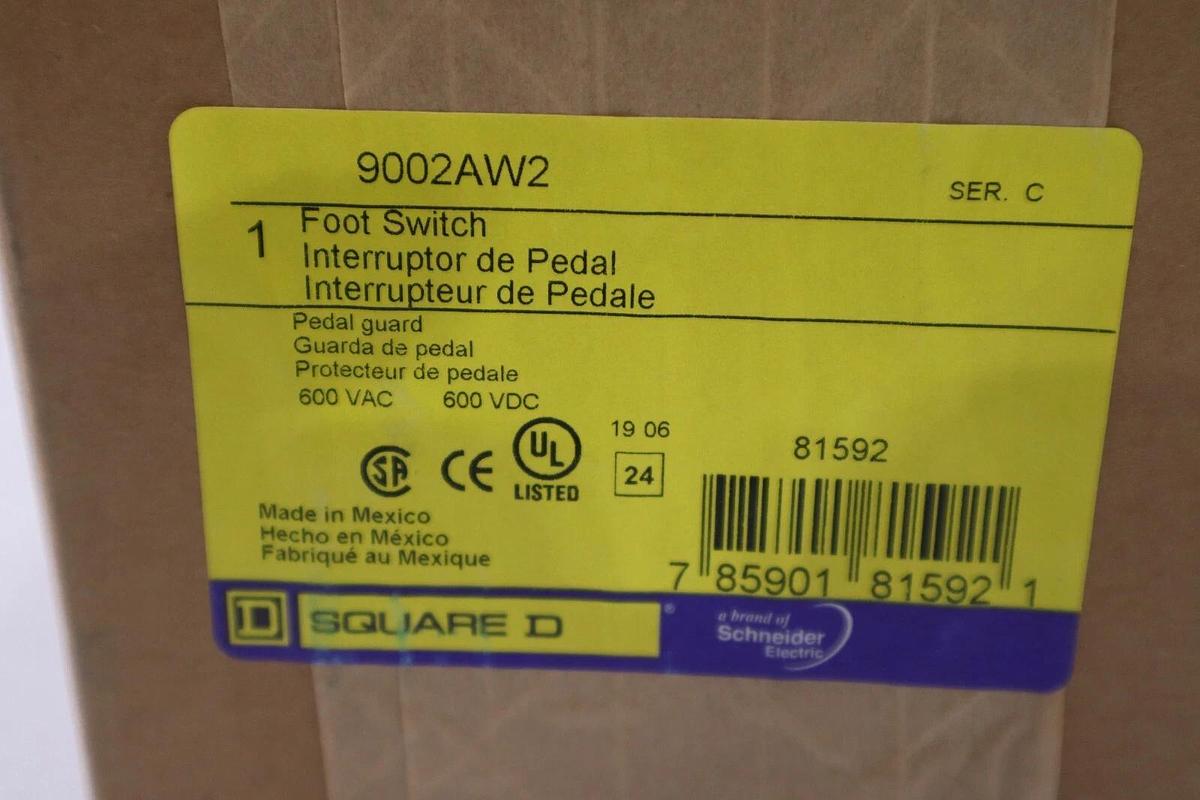 9002AW2
SER. C
1
Foot Switch
Interruptor de Pedal
Interrupteur de Pedale
Pedal guard
Guarda de pedal
Protecteur de pedale
600 VAC 600 VDC
SA
CE
UL
LISTED
19 06
24
81592
Made in Mexico
Hecho en México
Fabriqué au Mexique
7 85901 81592 1
D SQUARE D ®
a brand of
Schneider
Electric